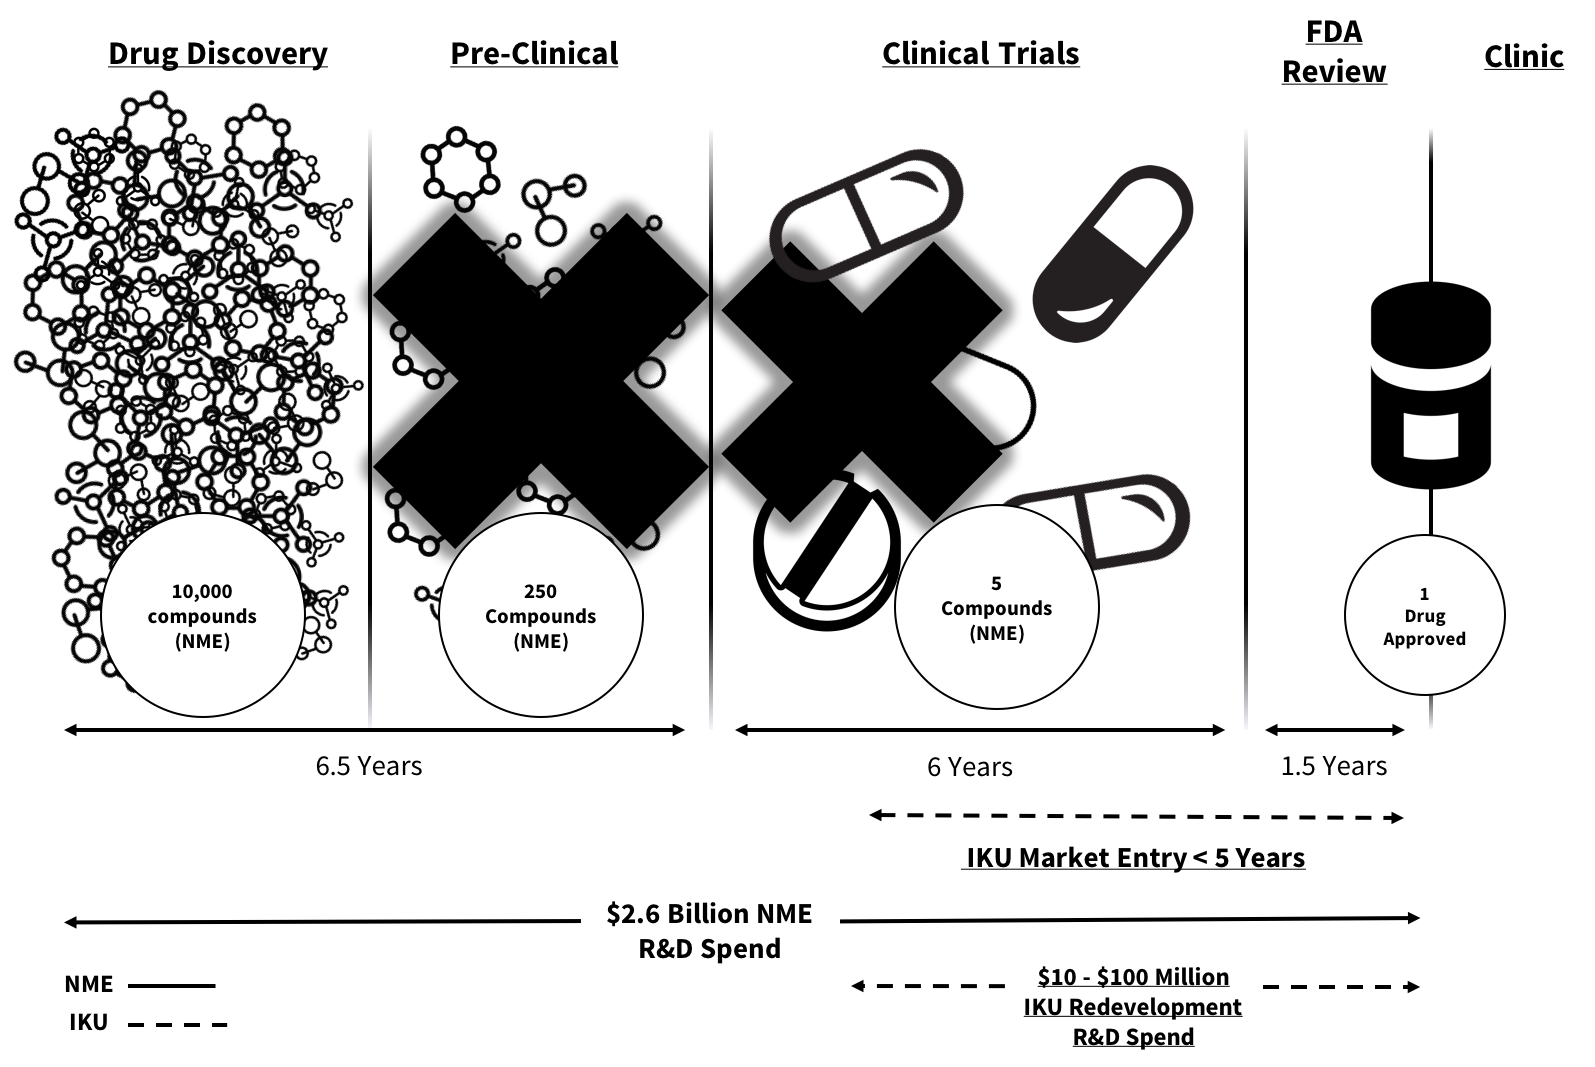 Drug Discovery
Pre-Clinical
Clinical Trials
FDA
Review
Clinic
10,000
compounds
(NME)
250
Compounds
(NME)
5
Compounds
(NME)
1
Drug
Approved
6.5 Years
6 Years
1.5 Years
IKU Market Entry < 5 Years
$2.6 Billion NME
R&D Spend
NME
IKU
$10 - $100 Million
IKU Redevelopment
R&D Spend